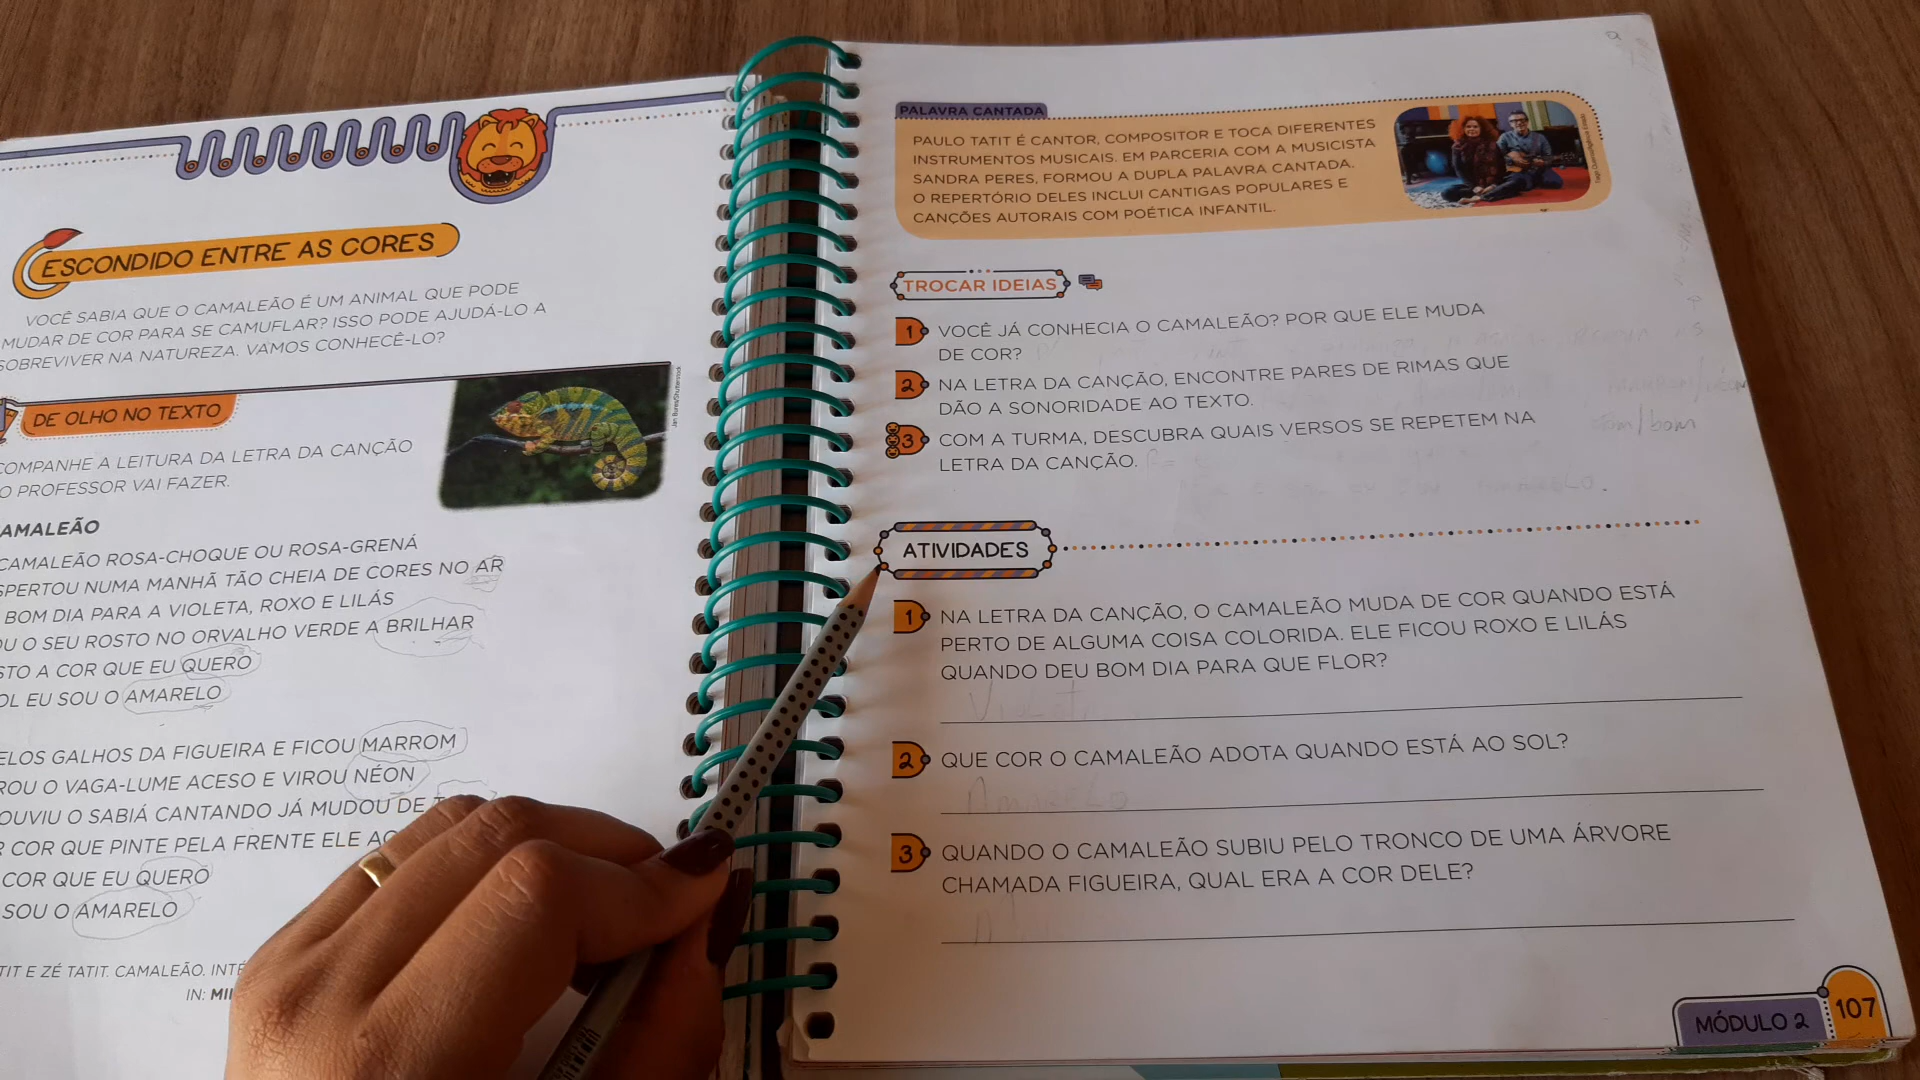 ESCONDIDO ENTRE AS CORES
VOCÊ SABIA QUE O CAMALEÃO É UM ANIMAL QUE PODE
MUDAR DE COR PARA SE CAMUFLAR? ISSO PODE AJUDÁ-LO A
SOBREVIVER NA NATUREZA. VAMOS CONHECÊ-LO?
DE OLHO NO TEXTO
Jan Bures/Shutterstock
COMPANHE A LEITURA DA LETRA DA CANÇÃO
O PROFESSOR VAI FAZER.
AMALEÃO
CAMALEÃO ROSA-CHOQUE OU ROSA-GRENÁ
SPERTOU NUMA MANHÃ TÃO CHEIA DE CORES NO AR
BOM DIA PARA A VIOLETA, ROXO E LILÁS
OU O SEU ROSTO NO ORVALHO VERDE A BRILHAR
STO A COR QUE EU QUERO
OL EU SOU O AMARELO
ELOS GALHOS DA FIGUEIRA E FICOU MARROM
ROU O VAGA-LUME ACESO E VIROU NÉON
OUVIU O SABIÁ CANTANDO JÁ MUDOU DE
R COR QUE PINTE PELA FRENTE ELE
COR QUE EU QUERO
SOU O AMARELO
TIT E ZÉ TATIT. CAMALEÃO. INTÉ
IN: MII
PALAVRA CANTADA
PAULO TATIT É CANTOR, COMPOSITOR E TOCA DIFERENTES
INSTRUMENTOS MUSICAIS. EM PARCERIA COM A MUSICISTA
SANDRA PERES, FORMOU A DUPLA PALAVRA CANTADA.
O REPERTÓRIO DELES INCLUI CANTIGAS POPULARES E
CANÇÕES AUTORAIS COM POÉTICA INFANTIL.
TROCAR IDEIAS
1 VOCÊ JÁ CONHECIA O CAMALEÃO? POR QUE ELE MUDA
DE COR?
2 NA LETRA DA CANÇÃO, ENCONTRE PARES DE RIMAS QUE
DÃO A SONORIDADE AO TEXTO.
3 COM A TURMA, DESCUBRA QUAIS VERSOS SE REPETEM NA
LETRA DA CANÇÃO.
tom/bom
ATIVIDADES
1 NA LETRA DA CANÇÃO, O CAMALEÃO MUDA DE COR QUANDO ESTÁ
PERTO DE ALGUMA COISA COLORIDA. ELE FICOU ROXO E LILÁS
QUANDO DEU BOM DIA PARA QUE FLOR?
Violeta
2 QUE COR O CAMALEÃO ADOTA QUANDO ESTÁ AO SOL?
AMARELO
3 QUANDO O CAMALEÃO SUBIU PELO TRONCO DE UMA ÁRVORE
CHAMADA FIGUEIRA, QUAL ERA A COR DELE?
MÓDULO 2
107